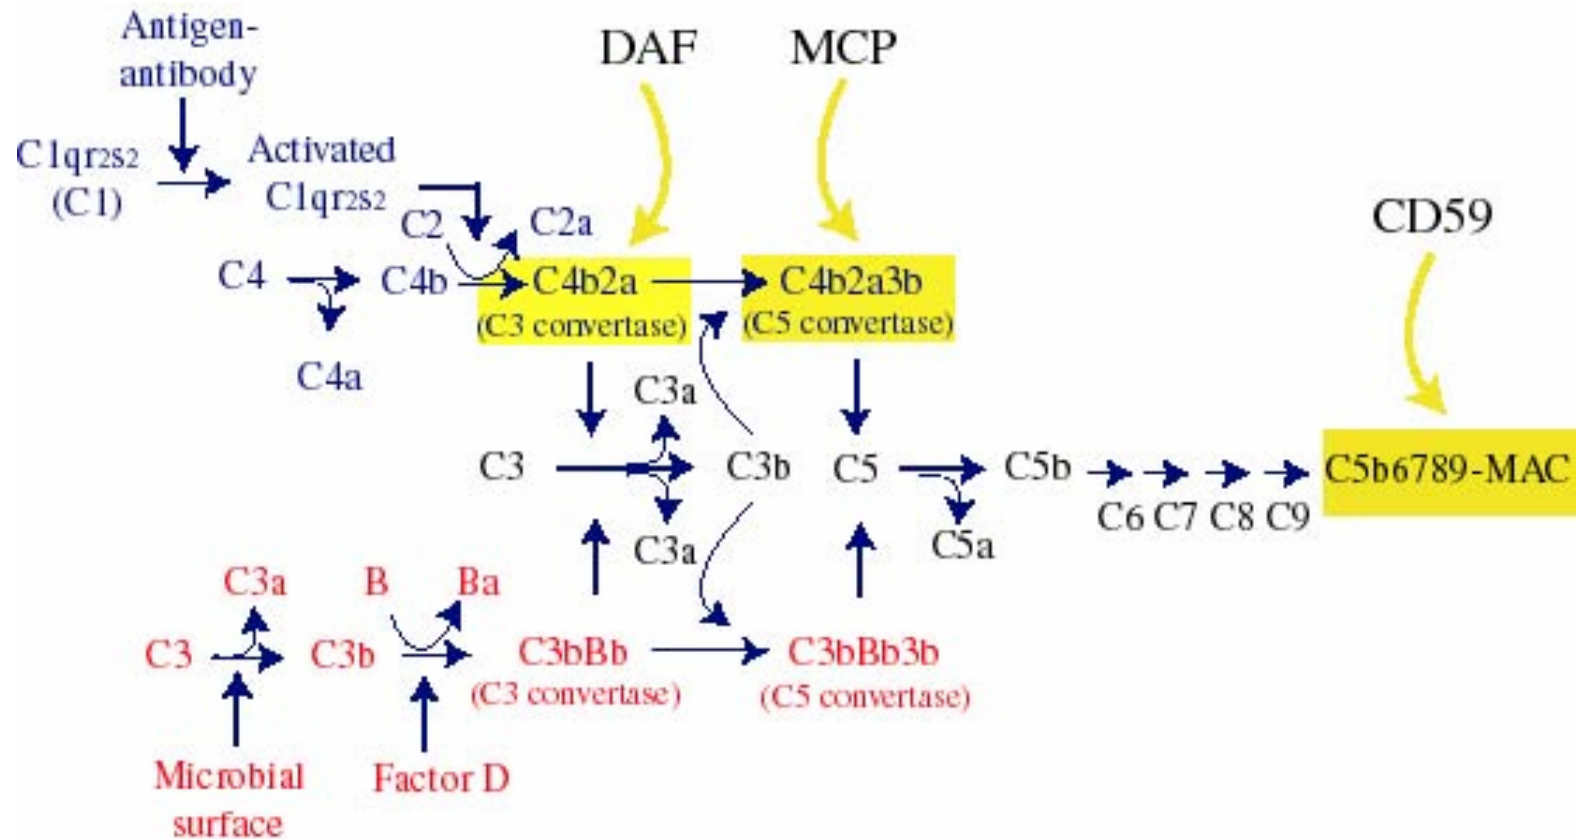 Antigen-
antibody
DAF
MCP
C1qr2s2
(C1)
Activated
C1qr2s2
CD59
C2
C2a
C4
C4b
C4b2a
(C3 convertase)
C4b2a3b
(C5 convertase)
C4a
C3a
C3
C3b
C5
C5b
C5b6789-MAC
C6
C7
C8
C9
C3a
C5a
C3a
B
Ba
C3
C3b
C3bBb
(C3 convertase)
C3bBb3b
(C5 convertase)
Microbial
surface
Factor D